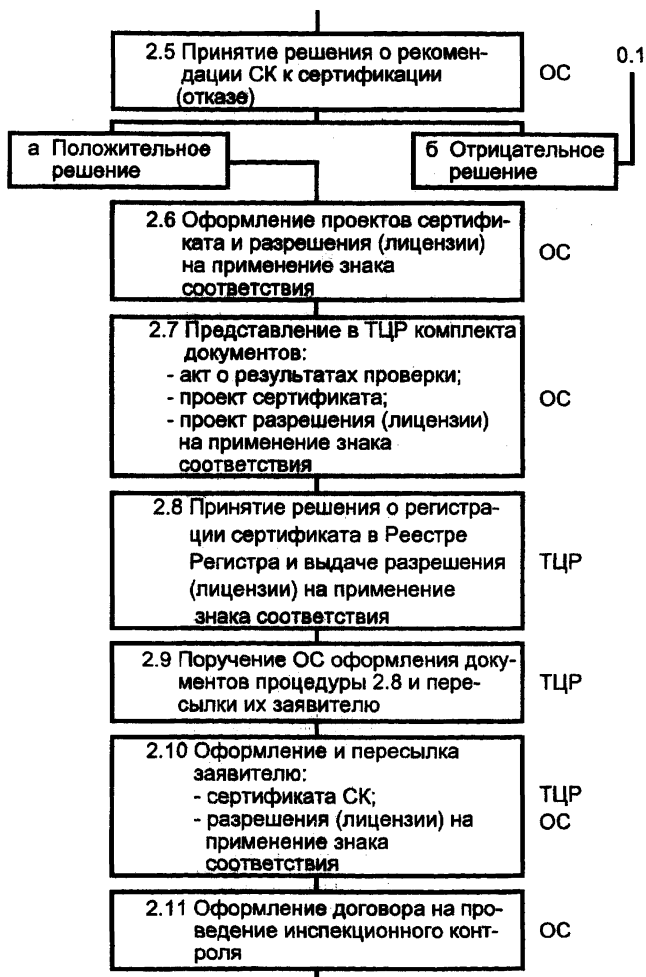 2.5 Принятие решения о рекомен-
дации СК к сертификации
(отказе)
ОС
0.1
а Положительное
решение
б Отрицательное
решение
2.6 Оформление проектов сертифи-
ката и разрешения (лицензии)
на применение знака
соответствия
ОС
2.7 Представление в ТЦР комплекта
документов:
- акт о результатах проверки;
- проект сертификата;
- проект разрешения (лицензии)
на применение знака
соответствия
ОС
2.8 Принятие решения о регистра-
ции сертификата в Реестре
Регистра и выдаче разрешения
(лицензии) на применение
знака соответствия
ТЦР
2.9 Поручение ОС оформления доку-
ментов процедуры 2.8 и пере-
сылки их заявителю
ТЦР
2.10 Оформление и пересылка
заявителю:
- сертификата СК;
- разрешения (лицензии) на
применение знака
соответствия
ТЦР
ОС
2.11 Оформление договора на про-
ведение инспекционного конт-
роля
ОС